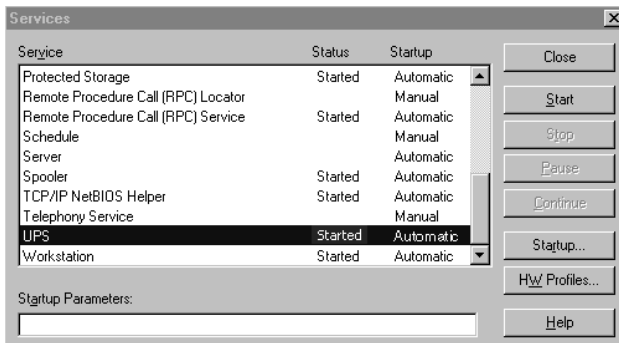 Services
Service Status Startup
Protected Storage Started Automatic
Remote Procedure Call (RPC) Locator Manual
Remote Procedure Call (RPC) Service Started Automatic
Schedule Manual
Server Automatic
Spooler Started Automatic
TCP/IP NetBIOS Helper Started Automatic
Telephony Service Manual
UPS Started Automatic
Workstation Started Automatic
Startup Parameters:
Close
Start
Stop
Pause
Continue
Startup...
HW Profiles...
Help